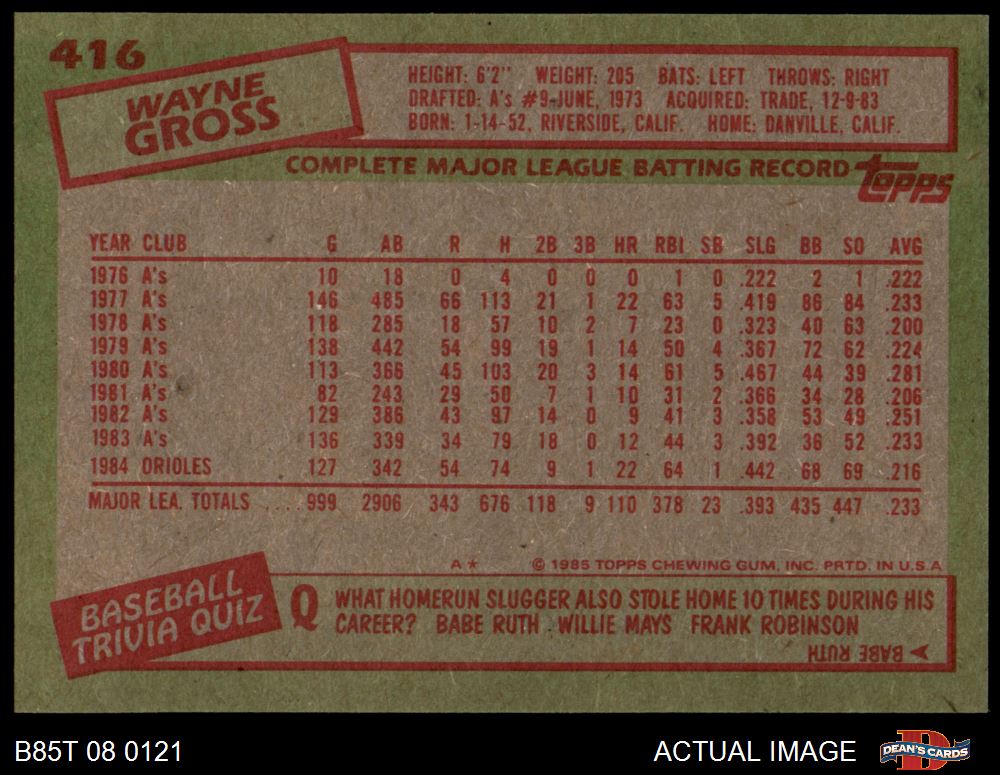 416
WAYNE
GROSS
HEIGHT: 6'2" WEIGHT: 205 BATS: LEFT THROWS: RIGHT
DRAFTED: A's #9-JUNE, 1973 ACQUIRED: TRADE, 12-9-83
BORN: 1-14-52, RIVERSIDE, CALIF. HOME: DANVILLE, CALIF.
COMPLETE MAJOR LEAGUE BATTING RECORD topps
YEAR CLUB G AB R H 2B 3B HR RBI SB SLG BB SO AVG
1976 A's 10 18 0 4 0 0 0 1 0 .222 2 1 .222
1977 A's 146 485 66 113 21 1 22 63 5 .419 86 84 .233
1978 A's 118 285 18 57 10 2 7 23 0 .323 40 63 .200
1979 A's 138 442 54 99 19 1 14 50 4 .367 72 62 .224
1980 A's 113 366 45 103 20 3 14 61 5 .467 44 39 .281
1981 A's 82 243 29 50 7 1 10 31 2 .366 34 28 .206
1982 A's 129 386 43 97 14 0 9 41 3 .358 53 49 .251
1983 A's 136 339 34 79 18 0 12 44 3 .392 36 52 .233
1984 ORIOLES 127 342 54 74 9 1 22 64 1 .442 68 69 .216
MAJOR LEA. TOTALS .... 999 2906 343 676 118 9 110 378 23 .393 435 447 .233
A* © 1985 TOPPS CHEWING GUM, INC. PRTD. IN U.S.A
BASEBALL
TRIVIA QUIZ
Q WHAT HOMERUN SLUGGER ALSO STOLE HOME 10 TIMES DURING HIS
CAREER? BABE RUTH WILLIE MAYS FRANK ROBINSON
BABE RUTH
B85T 08 0121 ACTUAL IMAGE D DEAN'S CARDS